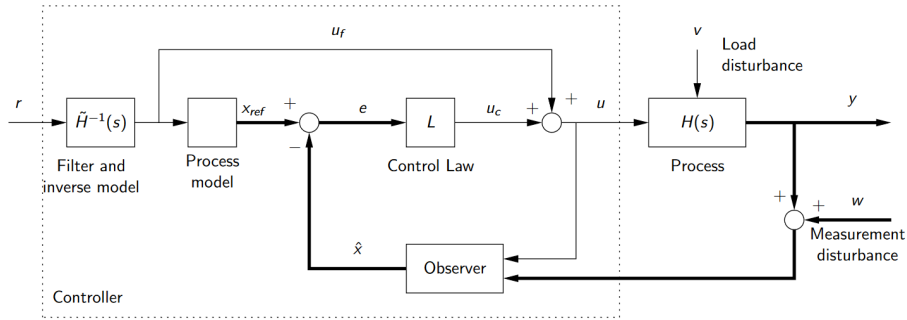 u_f
v
Load
disturbance
r
x_ref
+
e
u_c
+
+
u
y
H̃⁻¹(s)
L
H(s)
−
Filter and
inverse model
Process
model
Control Law
Process
+
+
w
x̂
Observer
Measurement
disturbance
Controller